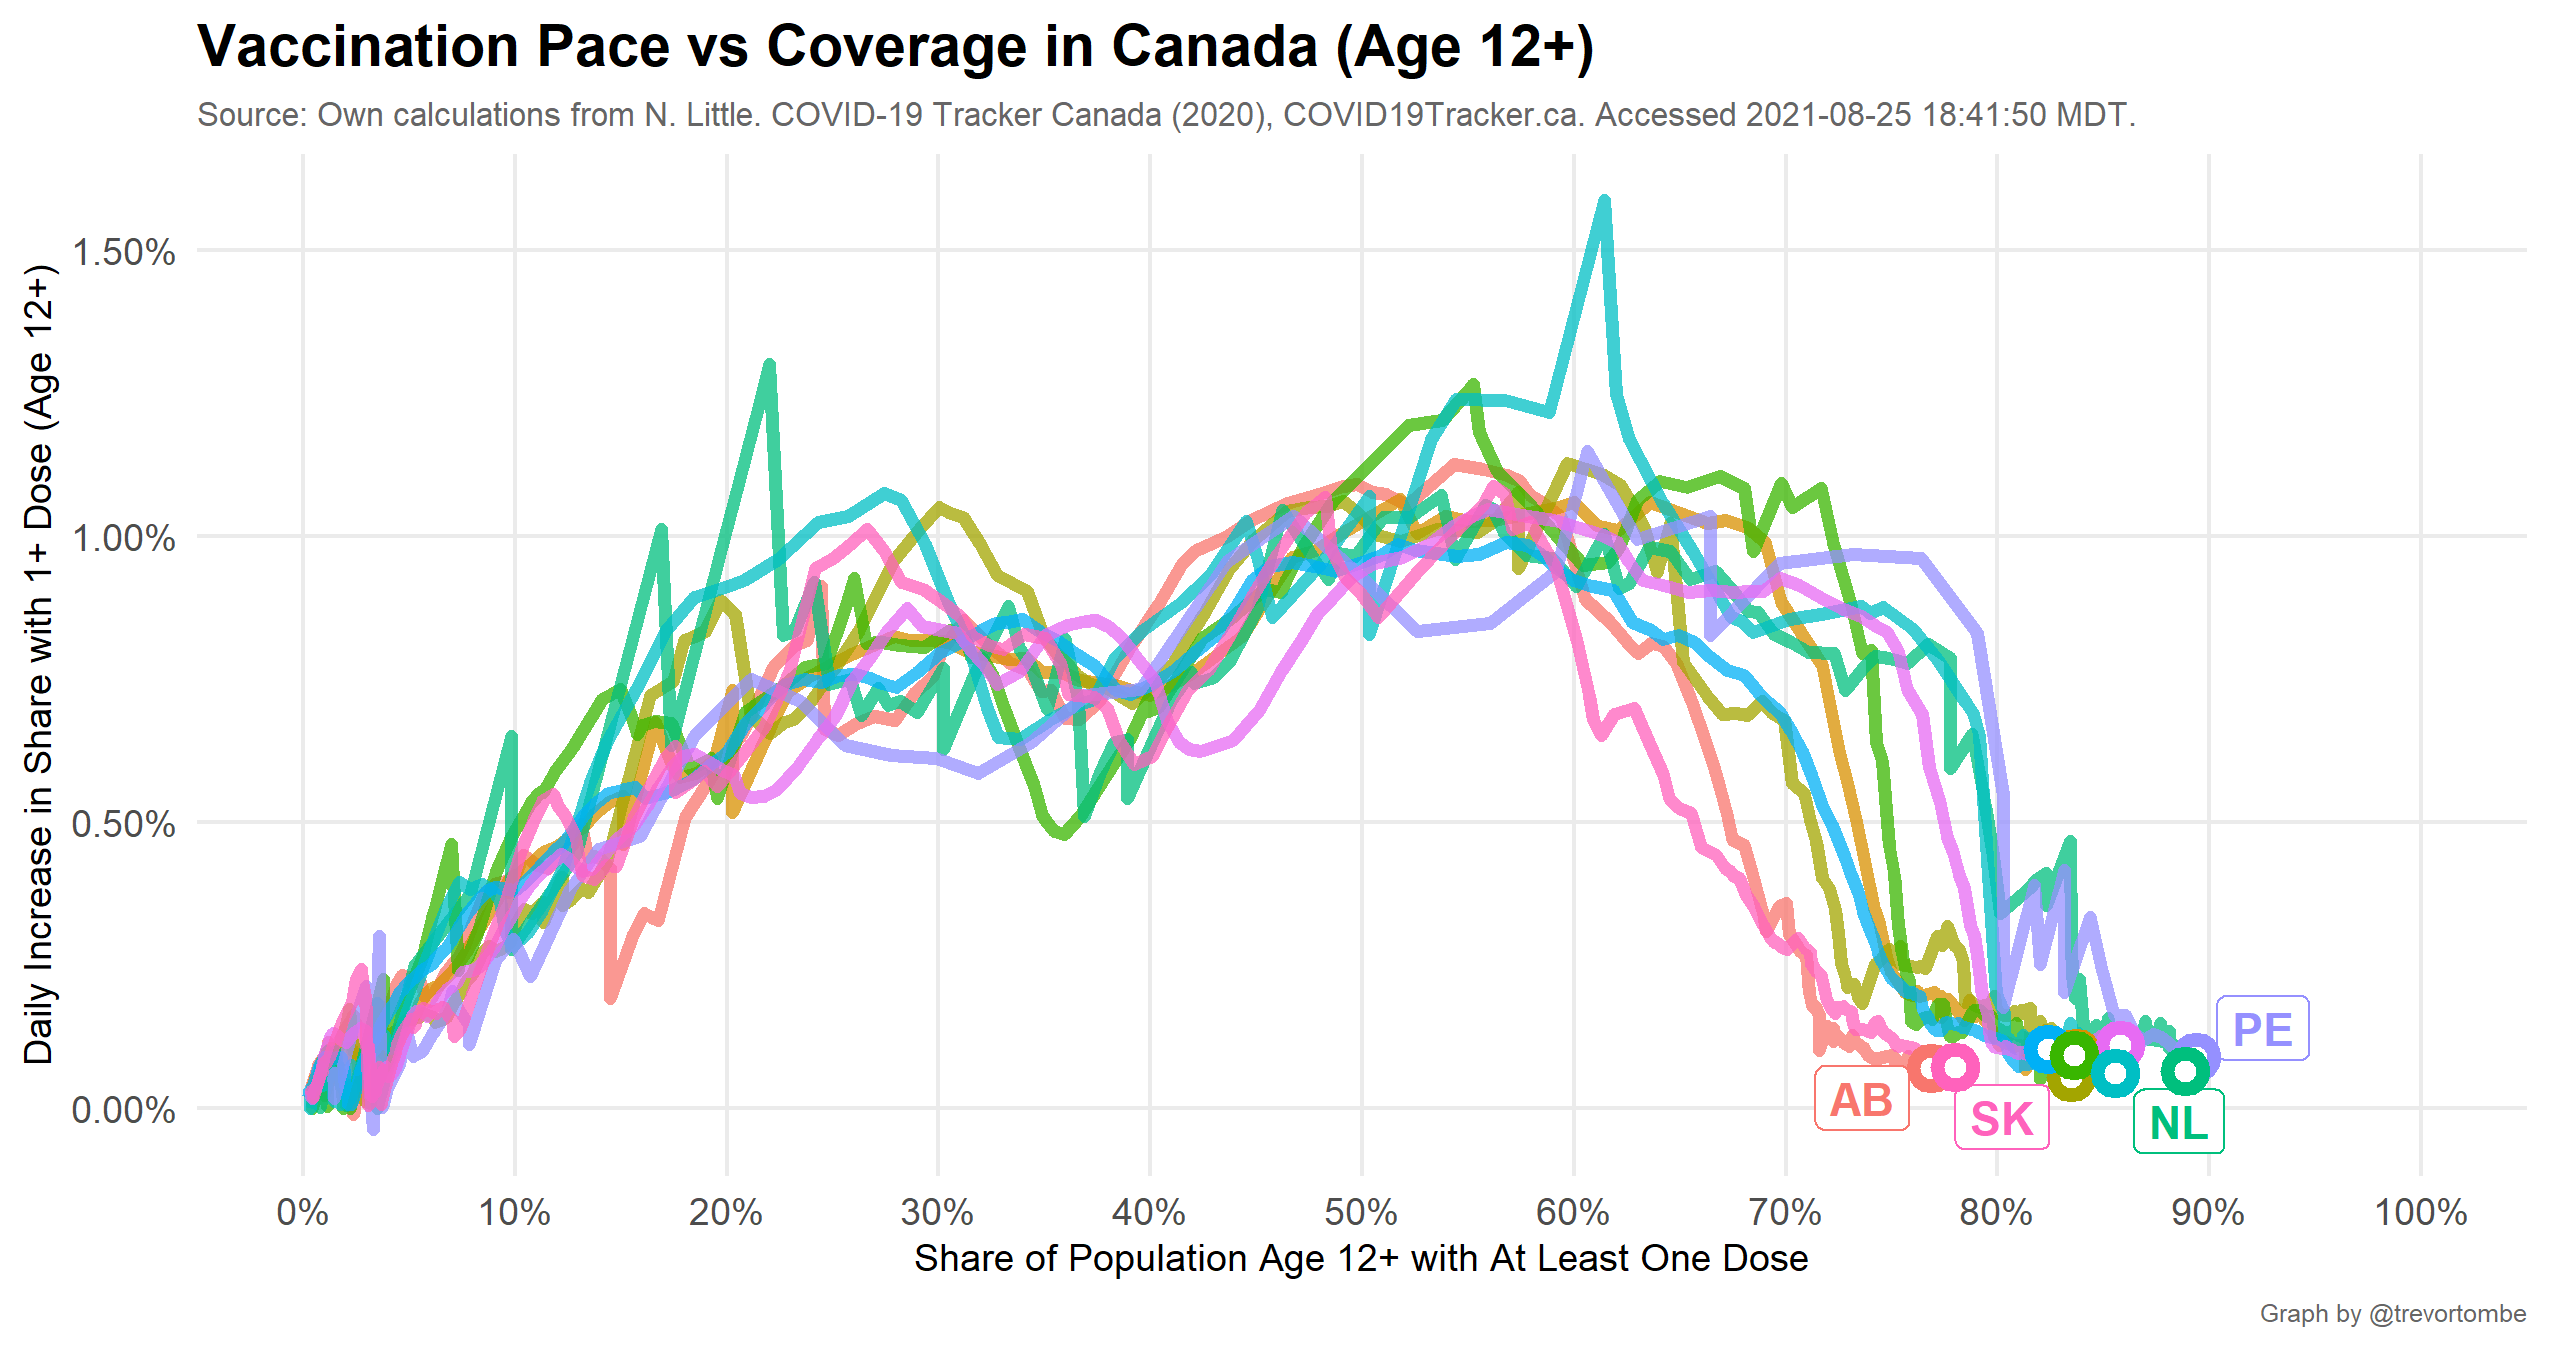 Vaccination Pace vs Coverage in Canada (Age 12+)
Source: Own calculations from N. Little. COVID-19 Tracker Canada (2020), COVID19Tracker.ca. Accessed 2021-08-25 18:41:50 MDT.
Daily Increase in Share with 1+ Dose (Age 12+)
1.50%
1.00%
0.50%
0.00%
PE
AB
SK
NL
0%
10%
20%
30%
40%
50%
60%
70%
80%
90%
100%
Share of Population Age 12+ with At Least One Dose
Graph by @trevortombe